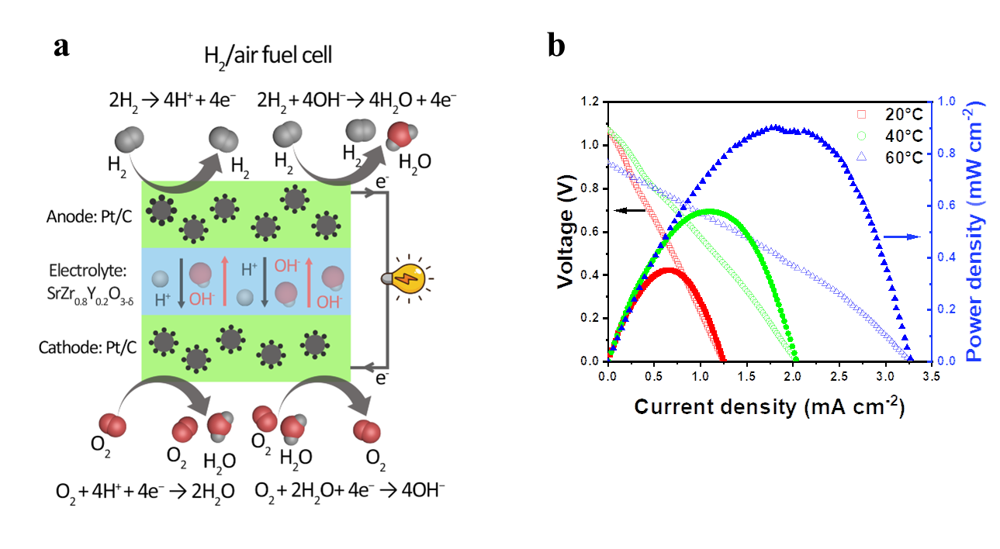 a
H₂/air fuel cell
2H₂ → 4H⁺ + 4e⁻
2H₂ + 4OH⁻ → 4H₂O + 4e⁻
H₂
H₂
H₂
H₂
H₂O
e⁻
Anode: Pt/C
Electrolyte:
SrZr₀.₈Y₀.₂O₃₋δ
H⁺
OH⁻
H⁺
OH⁻
OH⁻
Cathode: Pt/C
e⁻
O₂
O₂
H₂O
O₂
H₂O
O₂
O₂ + 4H⁺ + 4e⁻ → 2H₂O
O₂ + 2H₂O+ 4e⁻ → 4OH⁻
b
20°C
40°C
60°C
Voltage (V)
1.2
1.0
0.8
0.6
0.4
0.2
0.0
0.0 0.5 1.0 1.5 2.0 2.5 3.0 3.5
Current density (mA cm⁻²)
1.0
0.8
0.6
0.4
0.2
0.0
Power density (mW cm⁻²)